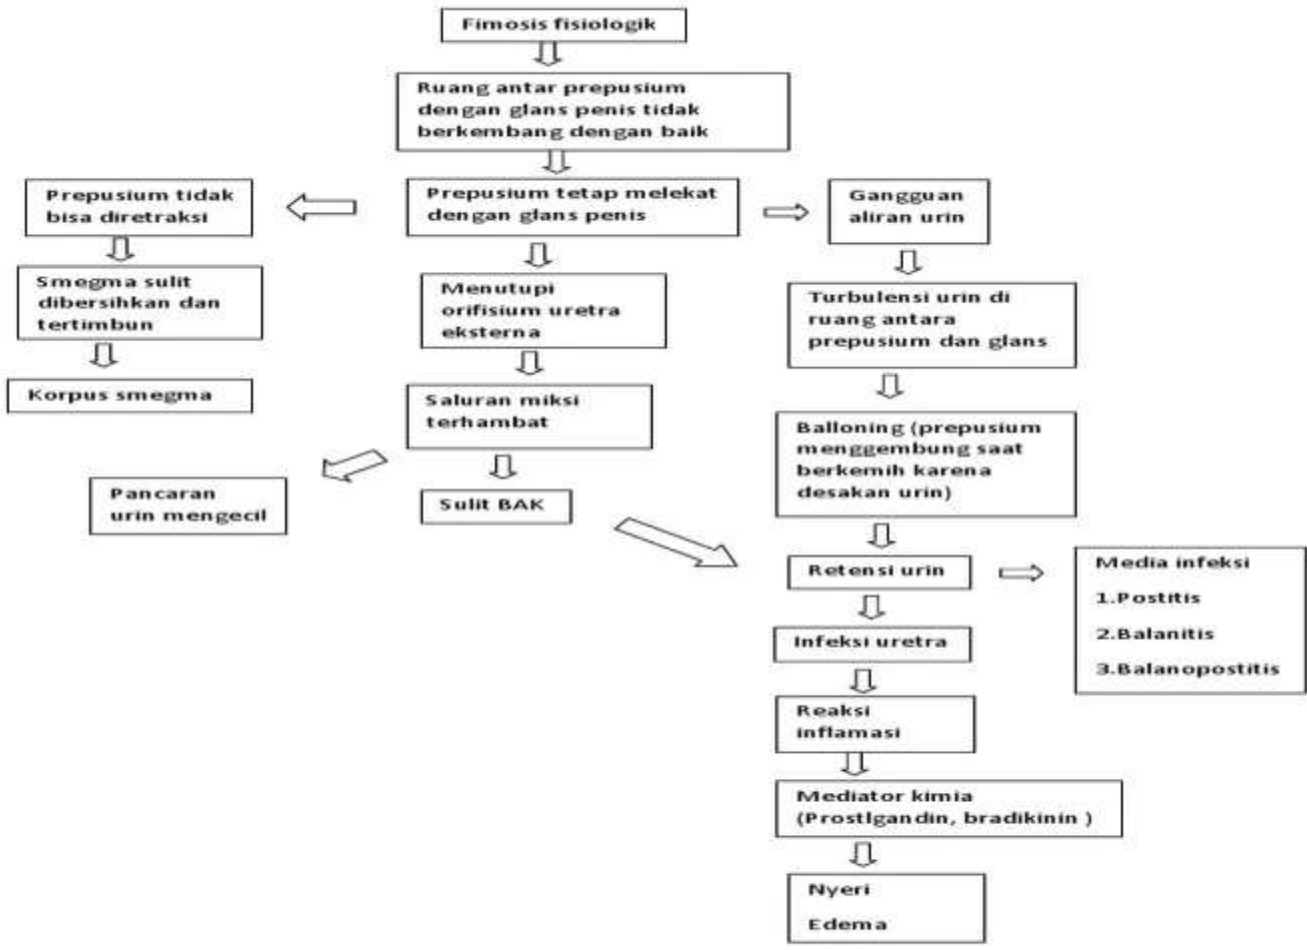 Fimosis fisiologik
Ruang antar prepusium
dengan glans penis tidak
berkembang dengan baik
Prepusium tidak
bisa diretraksi
Prepusium tetap melekat
dengan glans penis
Gangguan
aliran urin
Smegma sulit
dibersihkan dan
tertimbun
Menutupi
orifisium uretra
eksterna
Turbulensi urin di
ruang antara
prepusium dan glans
Korpus smegma
Saluran miksi
terhambat
Balloning (prepusium
menggembung saat
berkemih karena
desakan urin)
Pancaran
urin mengecil
Sulit BAK
Retensi urin
Media infeksi
1.Postitis
2.Balanitis
3.Balanopostitis
Infeksi uretra
Reaksi
inflamasi
Mediator kimia
(Prostlgandin, bradikinin )
Nyeri
Edema